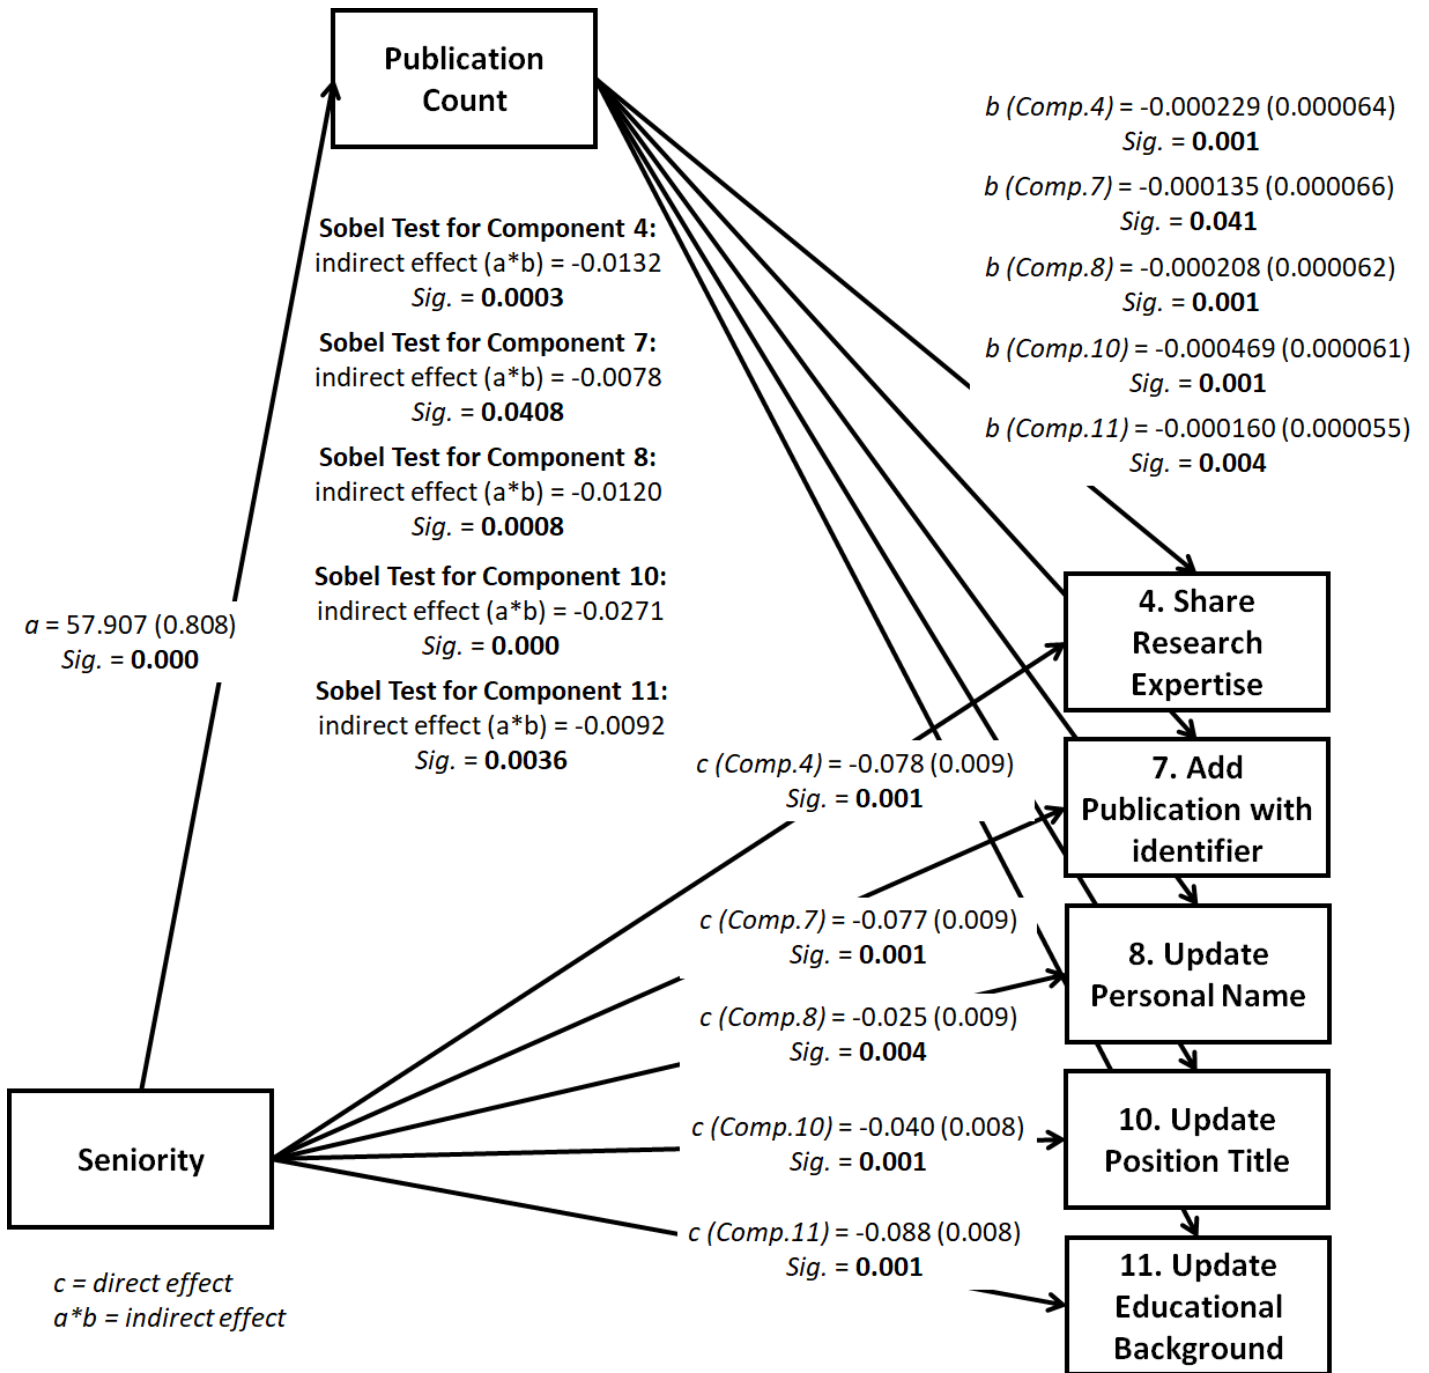 Publication
Count
b (Comp.4) = -0.000229 (0.000064)
Sig. = 0.001
b (Comp.7) = -0.000135 (0.000066)
Sig. = 0.041
b (Comp.8) = -0.000208 (0.000062)
Sig. = 0.001
b (Comp.10) = -0.000469 (0.000061)
Sig. = 0.001
b (Comp.11) = -0.000160 (0.000055)
Sig. = 0.004
Sobel Test for Component 4:
indirect effect (a*b) = -0.0132
Sig. = 0.0003
Sobel Test for Component 7:
indirect effect (a*b) = -0.0078
Sig. = 0.0408
Sobel Test for Component 8:
indirect effect (a*b) = -0.0120
Sig. = 0.0008
Sobel Test for Component 10:
indirect effect (a*b) = -0.0271
Sig. = 0.000
Sobel Test for Component 11:
indirect effect (a*b) = -0.0092
Sig. = 0.0036
a = 57.907 (0.808)
Sig. = 0.000
4. Share
Research
Expertise
c (Comp.4) = -0.078 (0.009)
Sig. = 0.001
7. Add
Publication with
identifier
c (Comp.7) = -0.077 (0.009)
Sig. = 0.001
8. Update
Personal Name
c (Comp.8) = -0.025 (0.009)
Sig. = 0.004
c (Comp.10) = -0.040 (0.008)
Sig. = 0.001
10. Update
Position Title
Seniority
c (Comp.11) = -0.088 (0.008)
Sig. = 0.001
11. Update
Educational
Background
c = direct effect
a*b = indirect effect